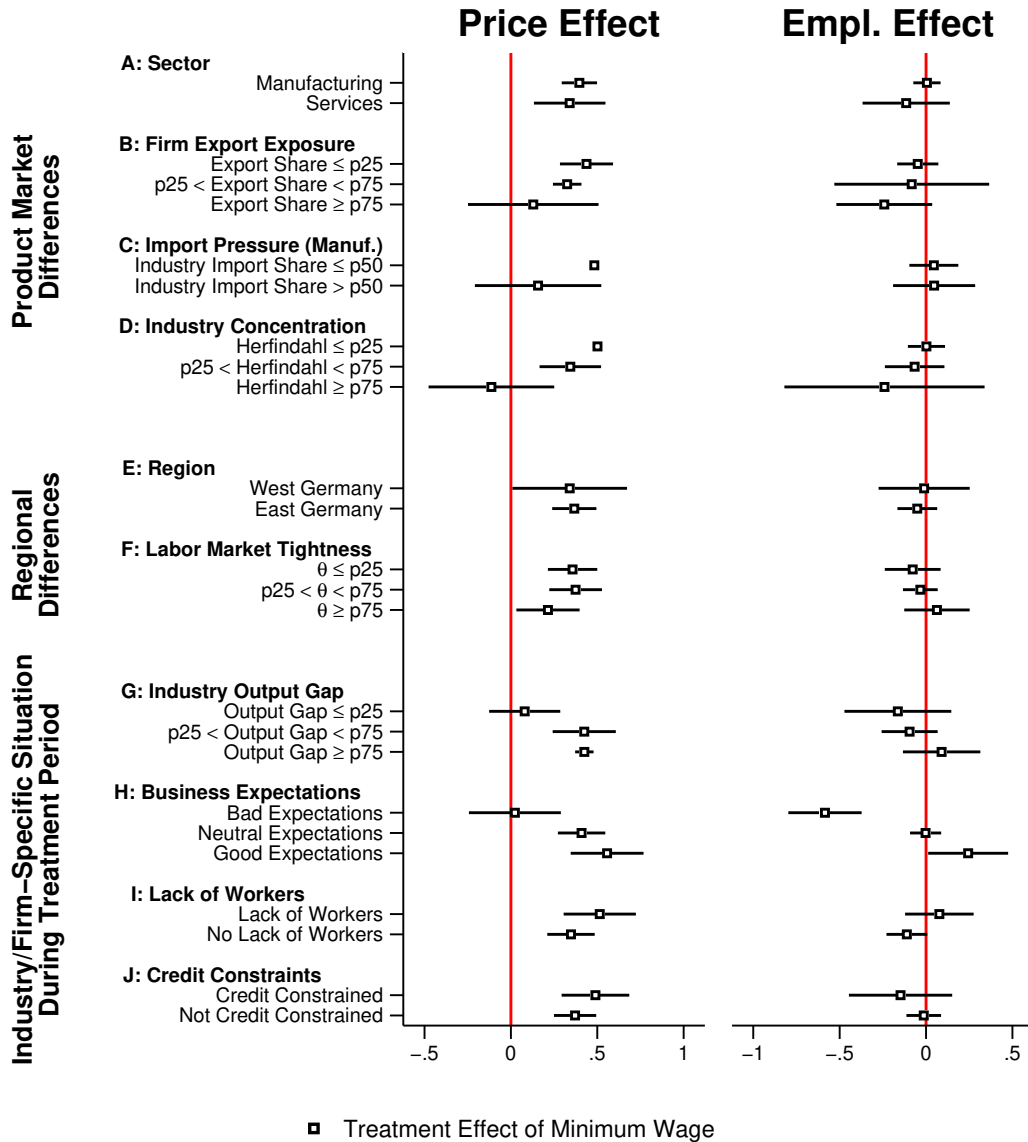 Price Effect
Empl. Effect
Product Market
Differences
A: Sector
Manufacturing
Services
B: Firm Export Exposure
Export Share ≤ p25
p25 < Export Share < p75
Export Share ≥ p75
C: Import Pressure (Manuf.)
Industry Import Share ≤ p50
Industry Import Share > p50
D: Industry Concentration
Herfindahl ≤ p25
p25 < Herfindahl < p75
Herfindahl ≥ p75
Regional
Differences
E: Region
West Germany
East Germany
F: Labor Market Tightness
θ ≤ p25
p25 < θ < p75
θ ≥ p75
Industry/Firm−Specific Situation
During Treatment Period
G: Industry Output Gap
Output Gap ≤ p25
p25 < Output Gap < p75
Output Gap ≥ p75
H: Business Expectations
Bad Expectations
Neutral Expectations
Good Expectations
I: Lack of Workers
Lack of Workers
No Lack of Workers
J: Credit Constraints
Credit Constrained
Not Credit Constrained
−.5 0 .5 1
−1 −.5 0 .5
Treatment Effect of Minimum Wage